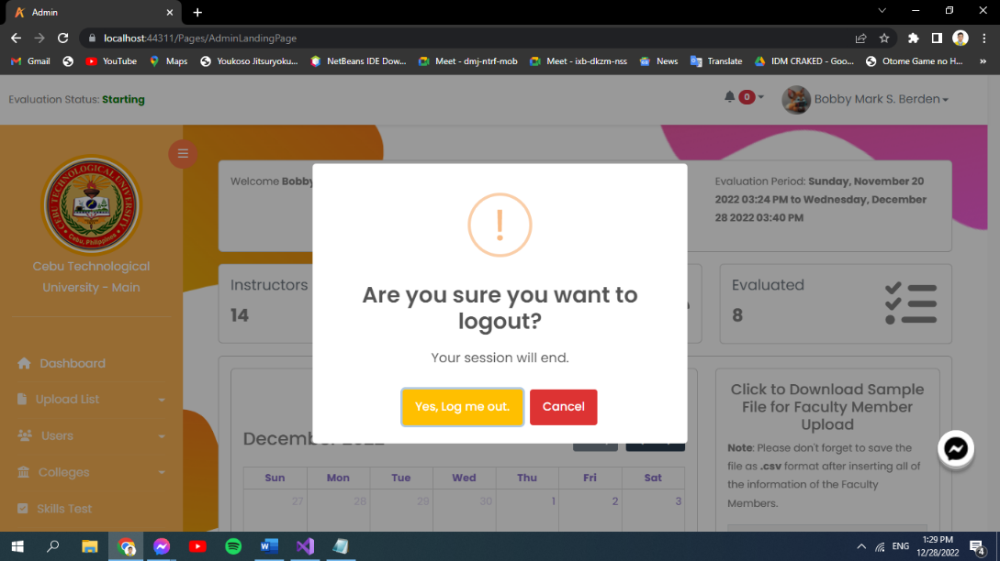 Admin
localhost:44311/Pages/AdminLandingPage
Gmail
YouTube
Maps
Youkoso Jitsuryoku...
NetBeans IDE Dow...
Meet - dmj-ntrf-mob
Meet - ixb-dkzm-nss
News
Translate
IDM CRAKED - Goo...
Otome Game no H...
»
Evaluation Status: Starting
0
Bobby Mark S. Berden
CEBU TECHNOLOGICAL UNIVERSITY
Cebu, Philippines
Cebu Technological
University - Main
Dashboard
Upload List
Users
Colleges
Skills Test
Welcome Bobby
Evaluation Period: Sunday, November 20
2022 03:24 PM to Wednesday, December
28 2022 03:40 PM
Instructors
14
Evaluated
8
!
Are you sure you want to
logout?
Your session will end.
Yes, Log me out.
Cancel
December 2022
Sun Mon Tue Wed Thu Fri Sat
27 28 29 30 1 2 3
Click to Download Sample
File for Faculty Member
Upload
Note: Please don't forget to save the
file as .csv format after inserting all of
the information of the Faculty
Members.
ENG
1:29 PM
12/28/2022
4